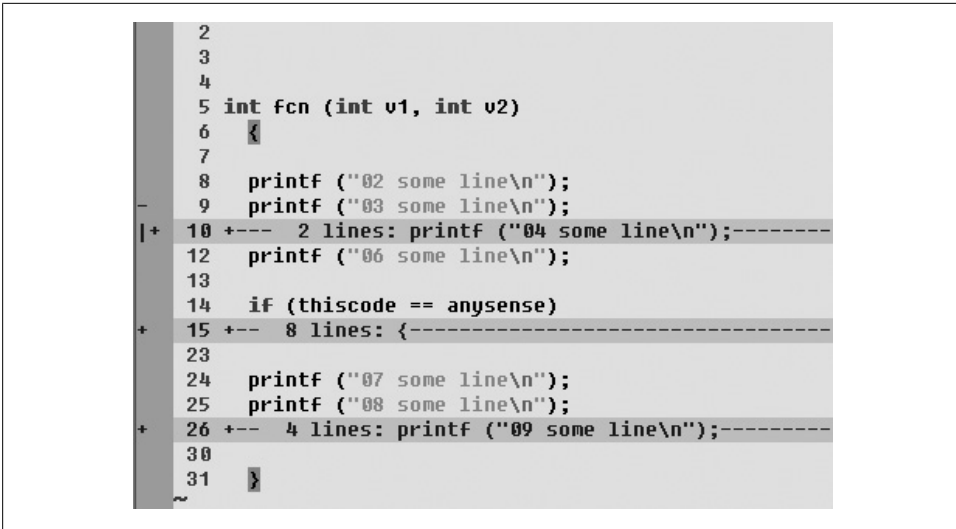 2
3
4
5 int fcn (int v1, int v2)
6 {
7
8 printf ("02 some line\n");
- 9 printf ("03 some line\n");
|+ 10 +--- 2 lines: printf ("04 some line\n");--------
12 printf ("06 some line\n");
13
14 if (thiscode == anysense)
+ 15 +-- 8 lines: {-----------------------------------
23
24 printf ("07 some line\n");
25 printf ("08 some line\n");
+ 26 +-- 4 lines: printf ("09 some line\n");---------
30
31 }
~